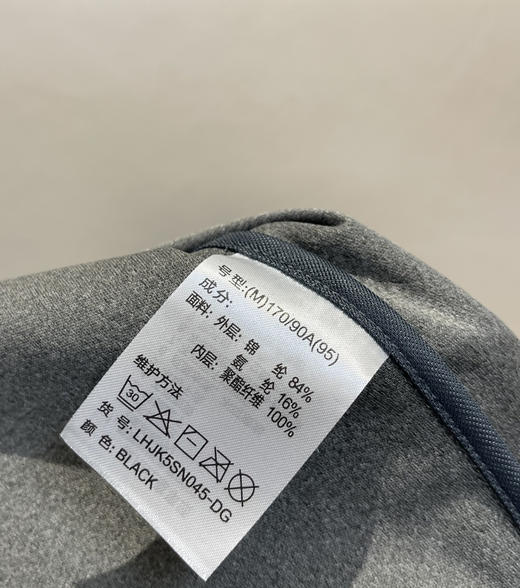 号型:(M)170/90A(95)
成分:
面料: 外层: 锦 纶 84%
氨 纶 16%
内层: 聚酯纤维 100%
维护方法
30
货 号: LHJK5SN045-DG
颜 色: BLACK